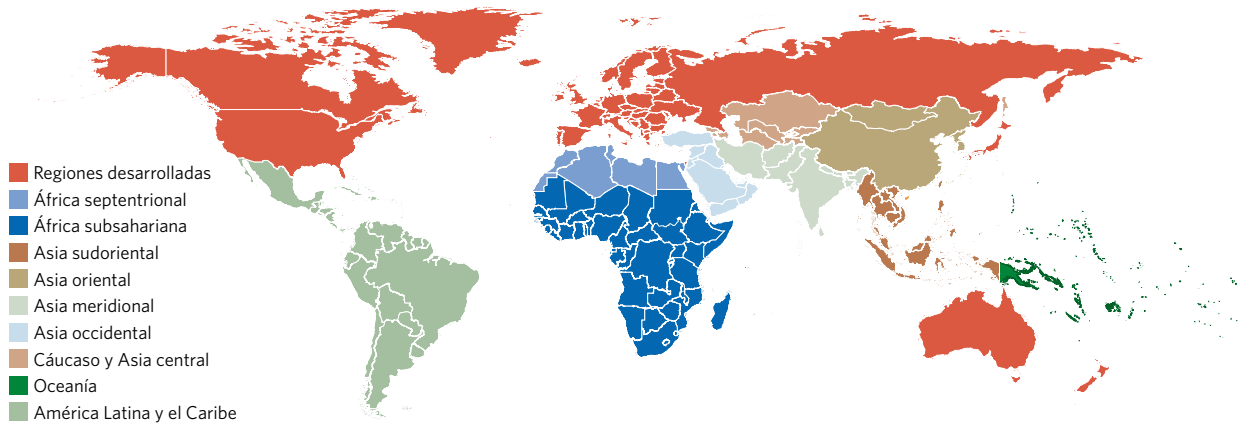 Regiones desarrolladas
África septentrional
África subsahariana
Asia sudoriental
Asia oriental
Asia meridional
Asia occidental
Cáucaso y Asia central
Oceanía
América Latina y el Caribe